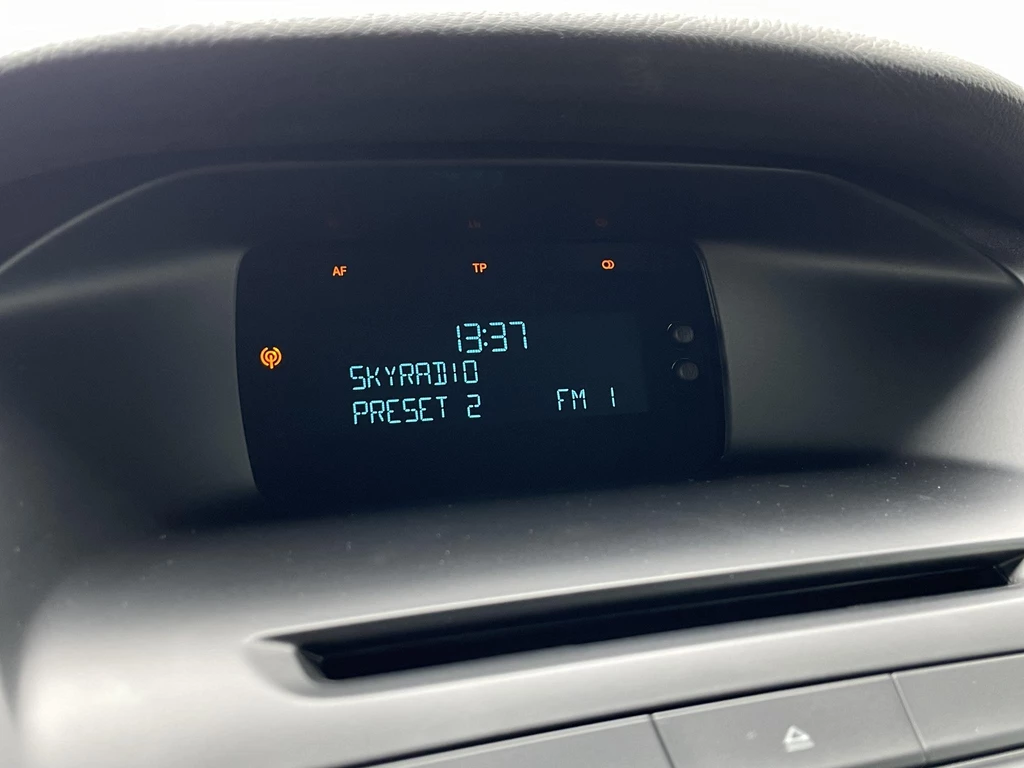 AF TP
13:37
SKYRADIO
PRESET 2 FM 1